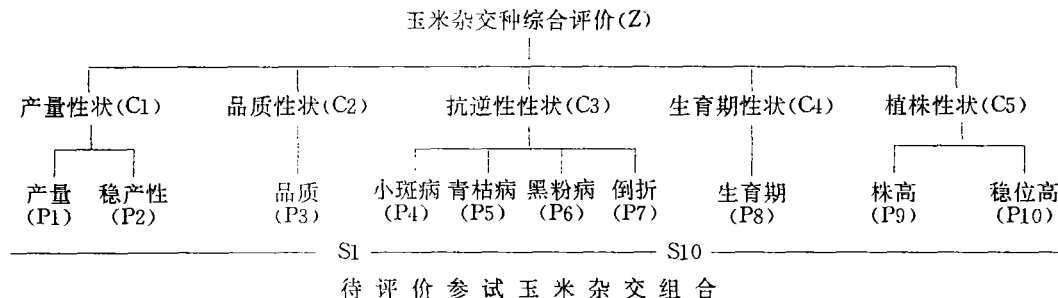 玉米杂交种综合评价(Z)
产量性状(C1) 品质性状(C2) 抗逆性性状(C3) 生育期性状(C4) 植株性状(C5)
产量 稳产性 品质 小斑病 青枯病 黑粉病 倒折 生育期 株高 稳位高
(P1) (P2) (P3) (P4) (P5) (P6) (P7) (P8) (P9) (P10)
S1 S10
待评价参试玉米杂交组合